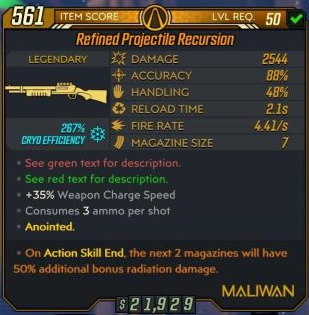 561 ITEM SCORE LVL REQ. 50
Refined Projectile Recursion
LEGENDARY
DAMAGE 2544
ACCURACY 88%
HANDLING 48%
RELOAD TIME 2.1s
FIRE RATE 4.41/s
MAGAZINE SIZE 7
267%
CRYO EFFICIENCY
• See green text for description.
• See red text for description.
• +35% Weapon Charge Speed
• Consumes 3 ammo per shot
• Anointed.
• On Action Skill End, the next 2 magazines will have
50% additional bonus radiation damage.
MALIWAN
$21,929